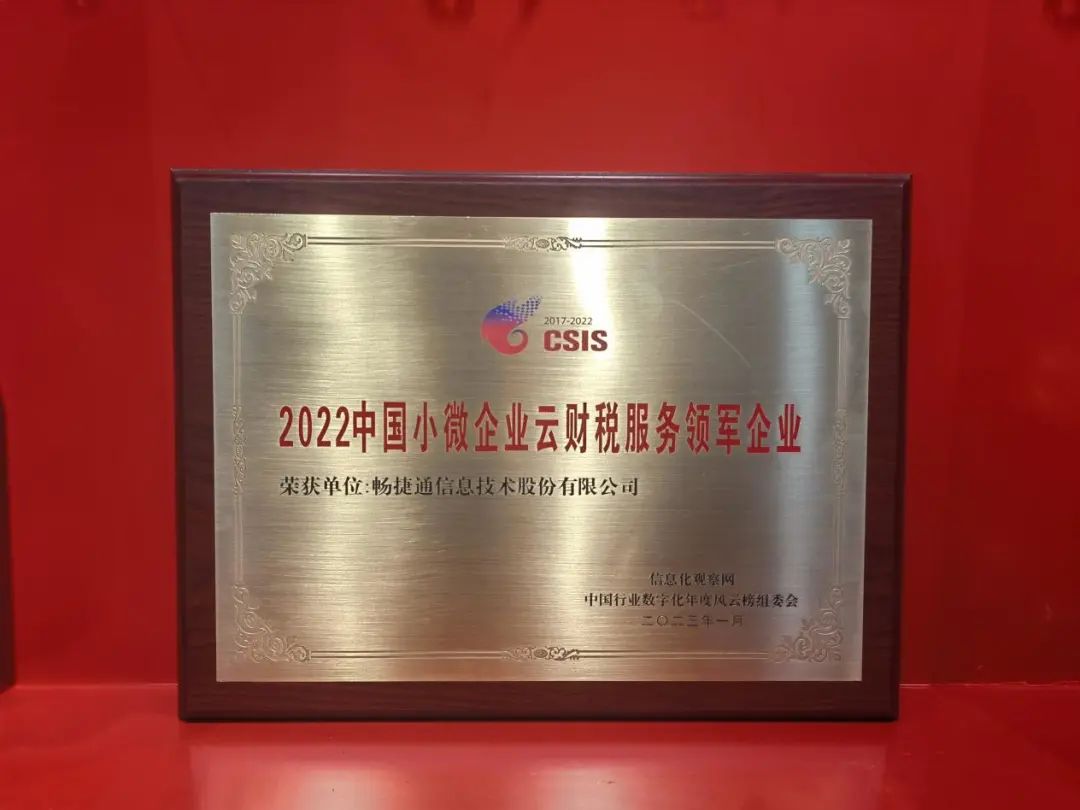 2017-2022
CSIS
2022中国小微企业云财税服务领军企业
荣获单位:畅捷通信息技术股份有限公司
信息化观察网
中国行业数字化年度风云榜组委会
二〇二三年一月